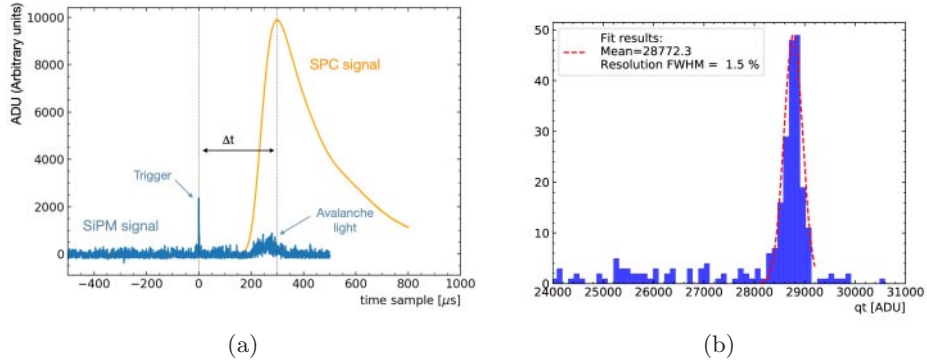 ADU (Arbitrary units)
10000
8000
6000
4000
2000
0
SPC signal
Δt
Trigger
SiPM signal
Avalanche
light
−400
−200
0
200
400
600
800
1000
time sample [μs]
(a)
50
40
30
20
10
0
Fit results:
Mean=28772.3
Resolution FWHM = 1.5 %
24000
25000
26000
27000
28000
29000
30000
31000
qt [ADU]
(b)